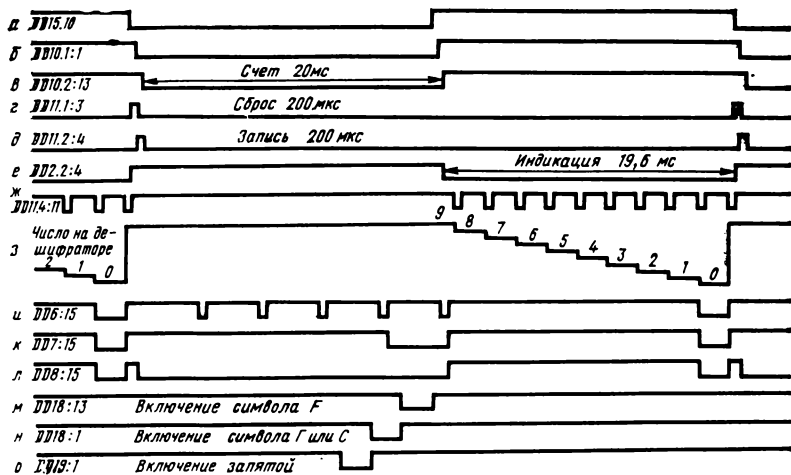 а DD15.10
б DD10.1:1
в DD10.2:13 Счет 20мс
г DD11.1:3 Сброс 200 мкс
д DD11.2:4 Запись 200 мкс
е DD2.2:4 Индикация 19,6 мс
ж DD11.4:11
з Число на де-
шифраторе
2 1 0 9 8 7 6 5 4 3 2 1 0
и DD6:15
к DD7:15
л DD8:15
м DD18:13 Включение символа F
н DD18:1 Включение символа Г или С
о :1 Включение запятой